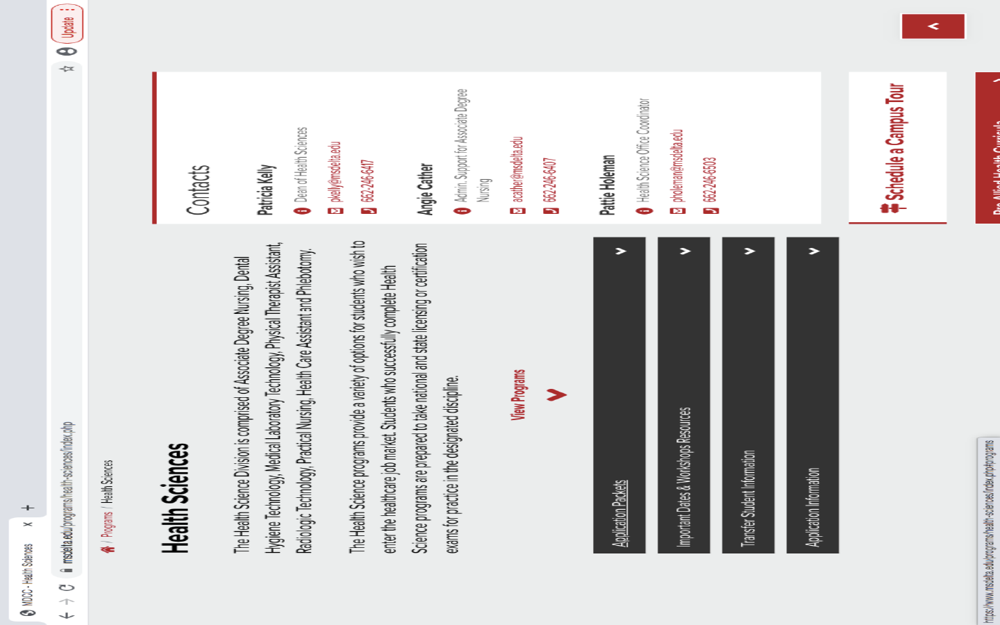 MDCC - Health Sciences
msdelta.edu/programs/health-sciences/index.php
Update
/ Programs / Health Sciences
Health Sciences
The Health Science Division is comprised of Associate Degree Nursing, Dental
Hygiene Technology, Medical Laboratory Technology, Physical Therapist Assistant,
Radiologic Technology, Practical Nursing, Health Care Assistant and Phlebotomy.
The Health Science programs provide a variety of options for students who wish to
enter the healthcare job market. Students who successfully complete Health
Science programs are prepared to take national and state licensing or certification
exams for practice in the designated discipline.
View Programs
Application Packets
Important Dates & Workshops Resources
Transfer Student Information
Application Information
Contacts
Patricia Kelly
Dean of Health Sciences
pkelly@msdelta.edu
662-246-6417
Angie Cather
Admin. Support for Associate Degree
Nursing
acather@msdelta.edu
662-246-6407
Pattie Holeman
Health Science Office Coordinator
pholeman@msdelta.edu
662-246-6503
Schedule a Campus Tour
Pre-Allied Health Curricula
https://www.msdelta.edu/programs/health-sciences/index.php#programs